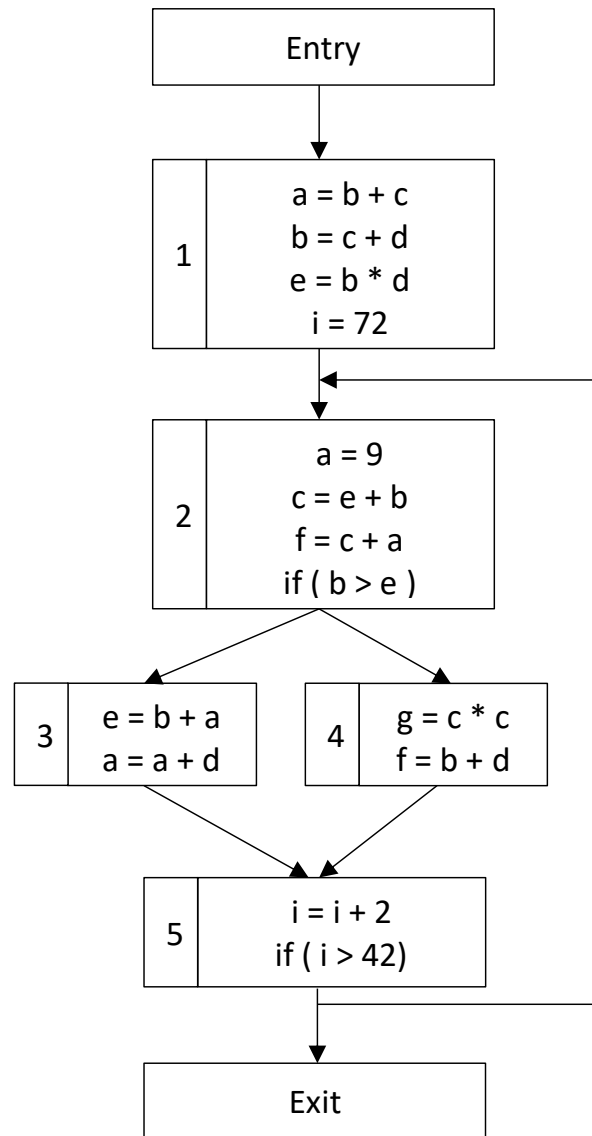 Entry
1
a = b + c
b = c + d
e = b * d
i = 72
2
a = 9
c = e + b
f = c + a
if ( b > e )
3
e = b + a
a = a + d
4
g = c * c
f = b + d
5
i = i + 2
if ( i > 42)
Exit